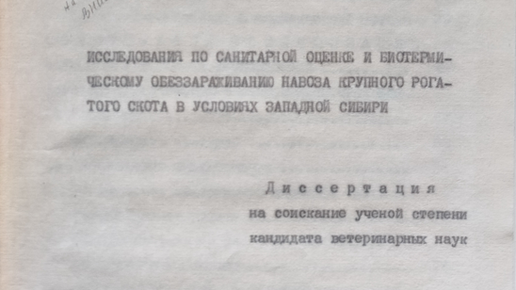 ИССЛЕДОВАНИЯ ПО САНИТАРНОЙ ОЦЕНКЕ И БИОТЕРМИ-
ЧЕСКОМУ ОБЕЗЗАРАЖИВАНИЮ НАВОЗА КРУПНОГО РОГА-
ТОГО СКОТА В УСЛОВИЯХ ЗАПАДНОЙ СИБИРИ
Диссертация
на соискание ученой степени
кандидата ветеринарных наук